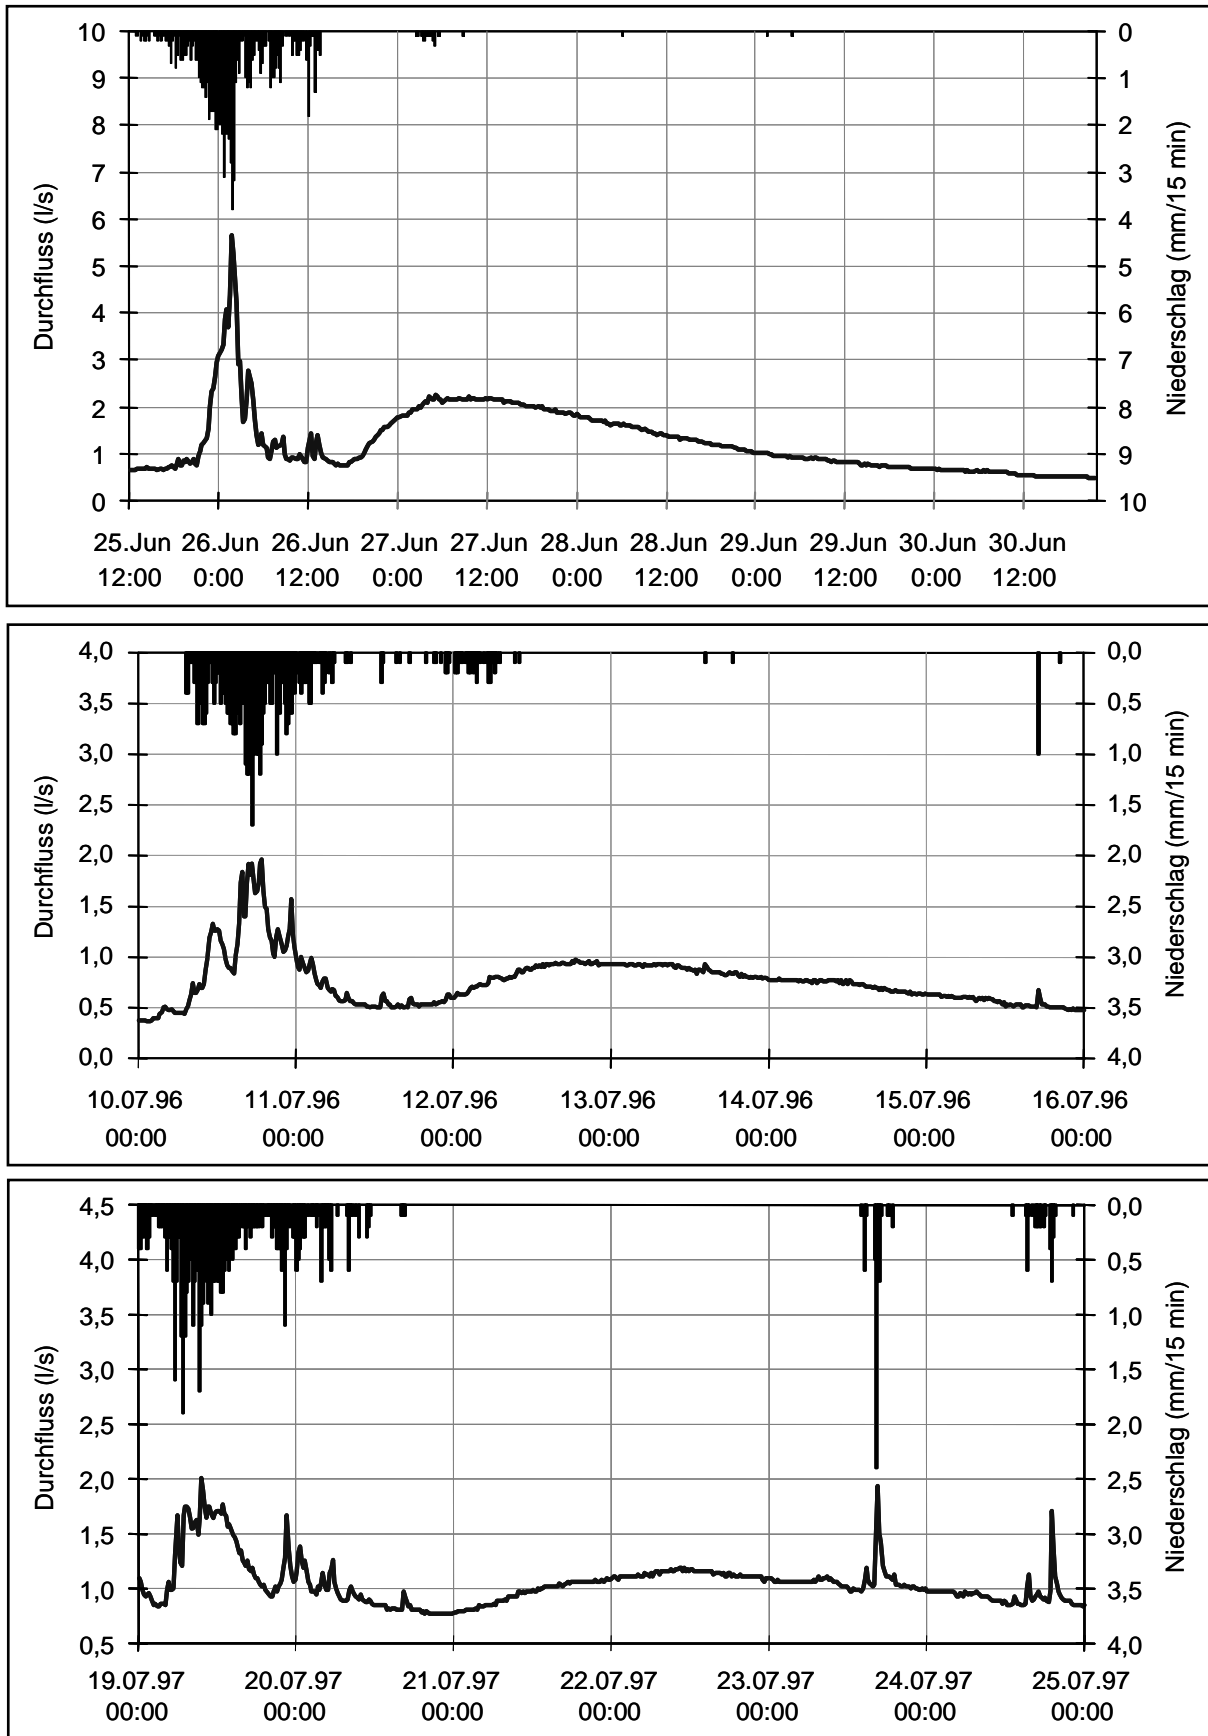 10 0
9 1
8 2
7 3
6 4
5 5
4 6
3 7
2 8
1 9
0 10
Durchfluss (l/s)
Niederschlag (mm/15 min)
25.Jun 26.Jun 26.Jun 27.Jun 27.Jun 28.Jun 28.Jun 29.Jun 29.Jun 30.Jun 30.Jun
12:00 0:00 12:00 0:00 12:00 0:00 12:00 0:00 12:00 0:00 12:00
4,0 0,0
3,5 0,5
3,0 1,0
2,5 1,5
2,0 2,0
1,5 2,5
1,0 3,0
0,5 3,5
0,0 4,0
Durchfluss (l/s)
Niederschlag (mm/15 min)
10.07.96 11.07.96 12.07.96 13.07.96 14.07.96 15.07.96 16.07.96
00:00 00:00 00:00 00:00 00:00 00:00 00:00
4,5 0,0
4,0 0,5
3,5 1,0
3,0 1,5
2,5 2,0
2,0 2,5
1,5 3,0
1,0 3,5
0,5 4,0
Durchfluss (l/s)
Niederschlag (mm/15 min)
19.07.97 20.07.97 21.07.97 22.07.97 23.07.97 24.07.97 25.07.97
00:00 00:00 00:00 00:00 00:00 00:00 00:00